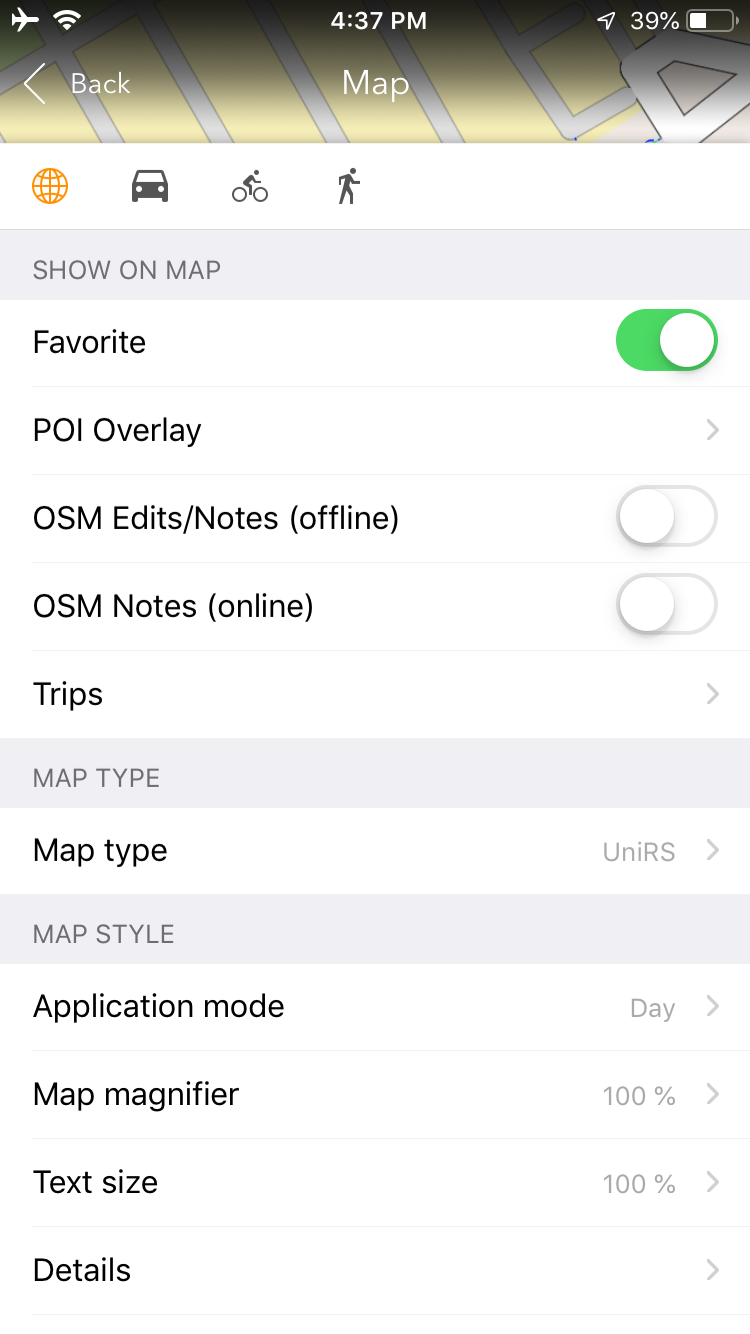 4:37 PM
39%
Back
Map
SHOW ON MAP
Favorite
POI Overlay
OSM Edits/Notes (offline)
OSM Notes (online)
Trips
MAP TYPE
Map type UniRS
MAP STYLE
Application mode Day
Map magnifier 100 %
Text size 100 %
Details